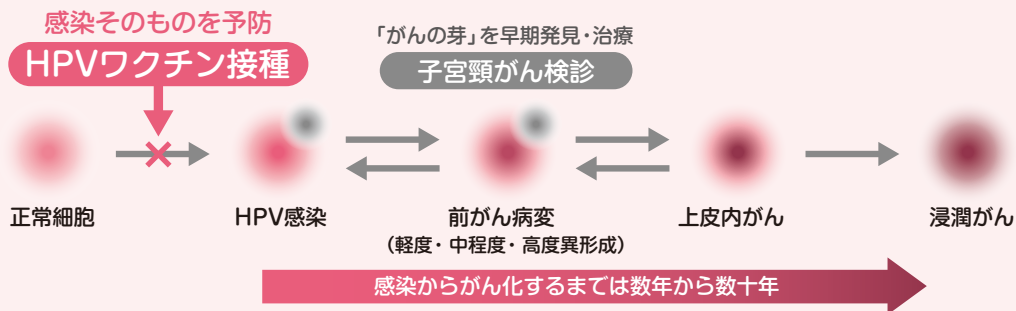 感染そのものを予防
HPVワクチン接種
「がんの芽」を早期発見・治療
子宮頸がん検診
正常細胞
HPV感染
前がん病変
（軽度・中程度・高度異形成）
上皮内がん
浸潤がん
感染からがん化するまでは数年から数十年